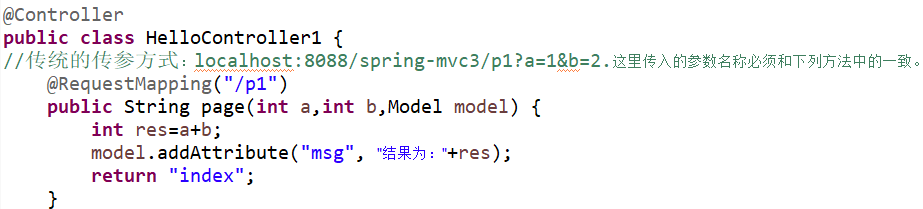 @Controller
public class HelloController1 {
//传统的传参方式：localhost:8088/spring-mvc3/p1?a=1&b=2.这里传入的参数名称必须和下列方法中的一致。
@RequestMapping("/p1")
public String page(int a,int b,Model model) {
int res=a+b;
model.addAttribute("msg", "结果为："+res);
return "index";
}